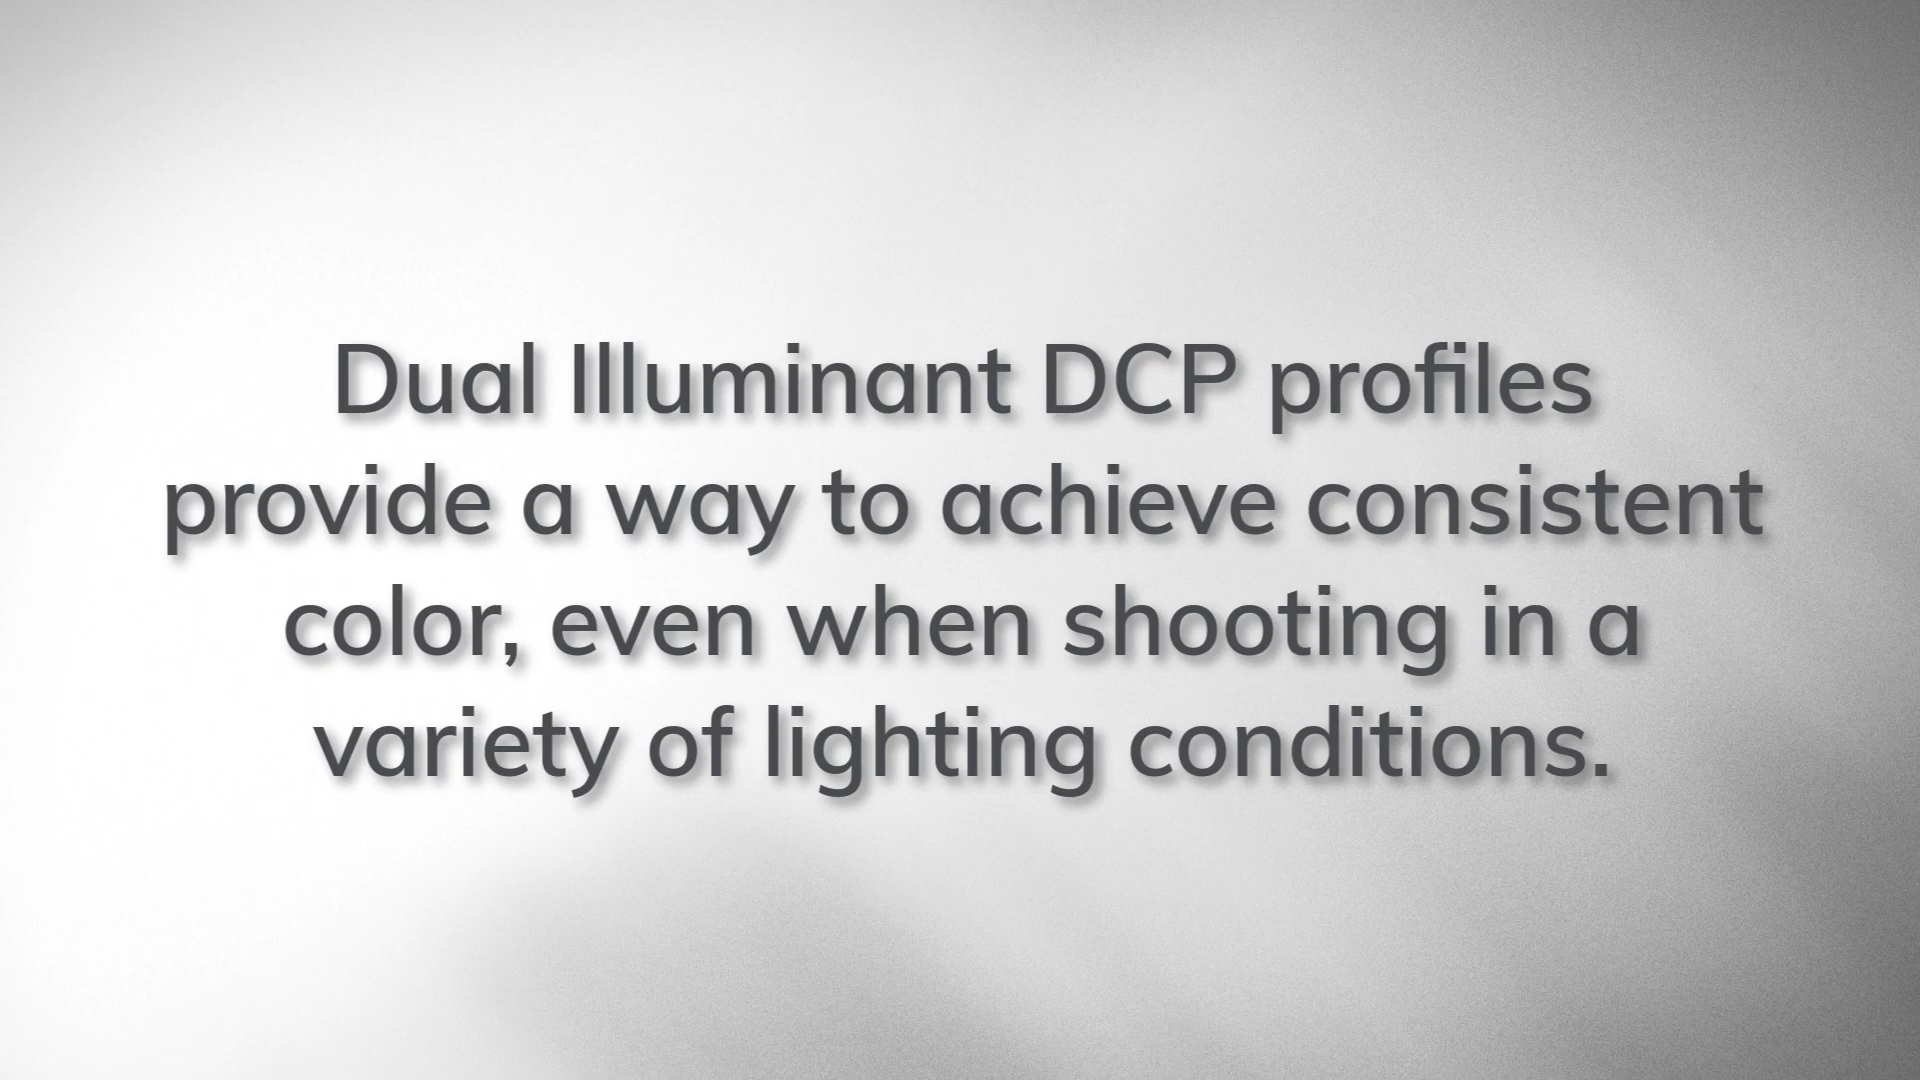 Dual Illuminant DCP profiles
provide a way to achieve consistent
color, even when shooting in a
variety of lighting conditions.